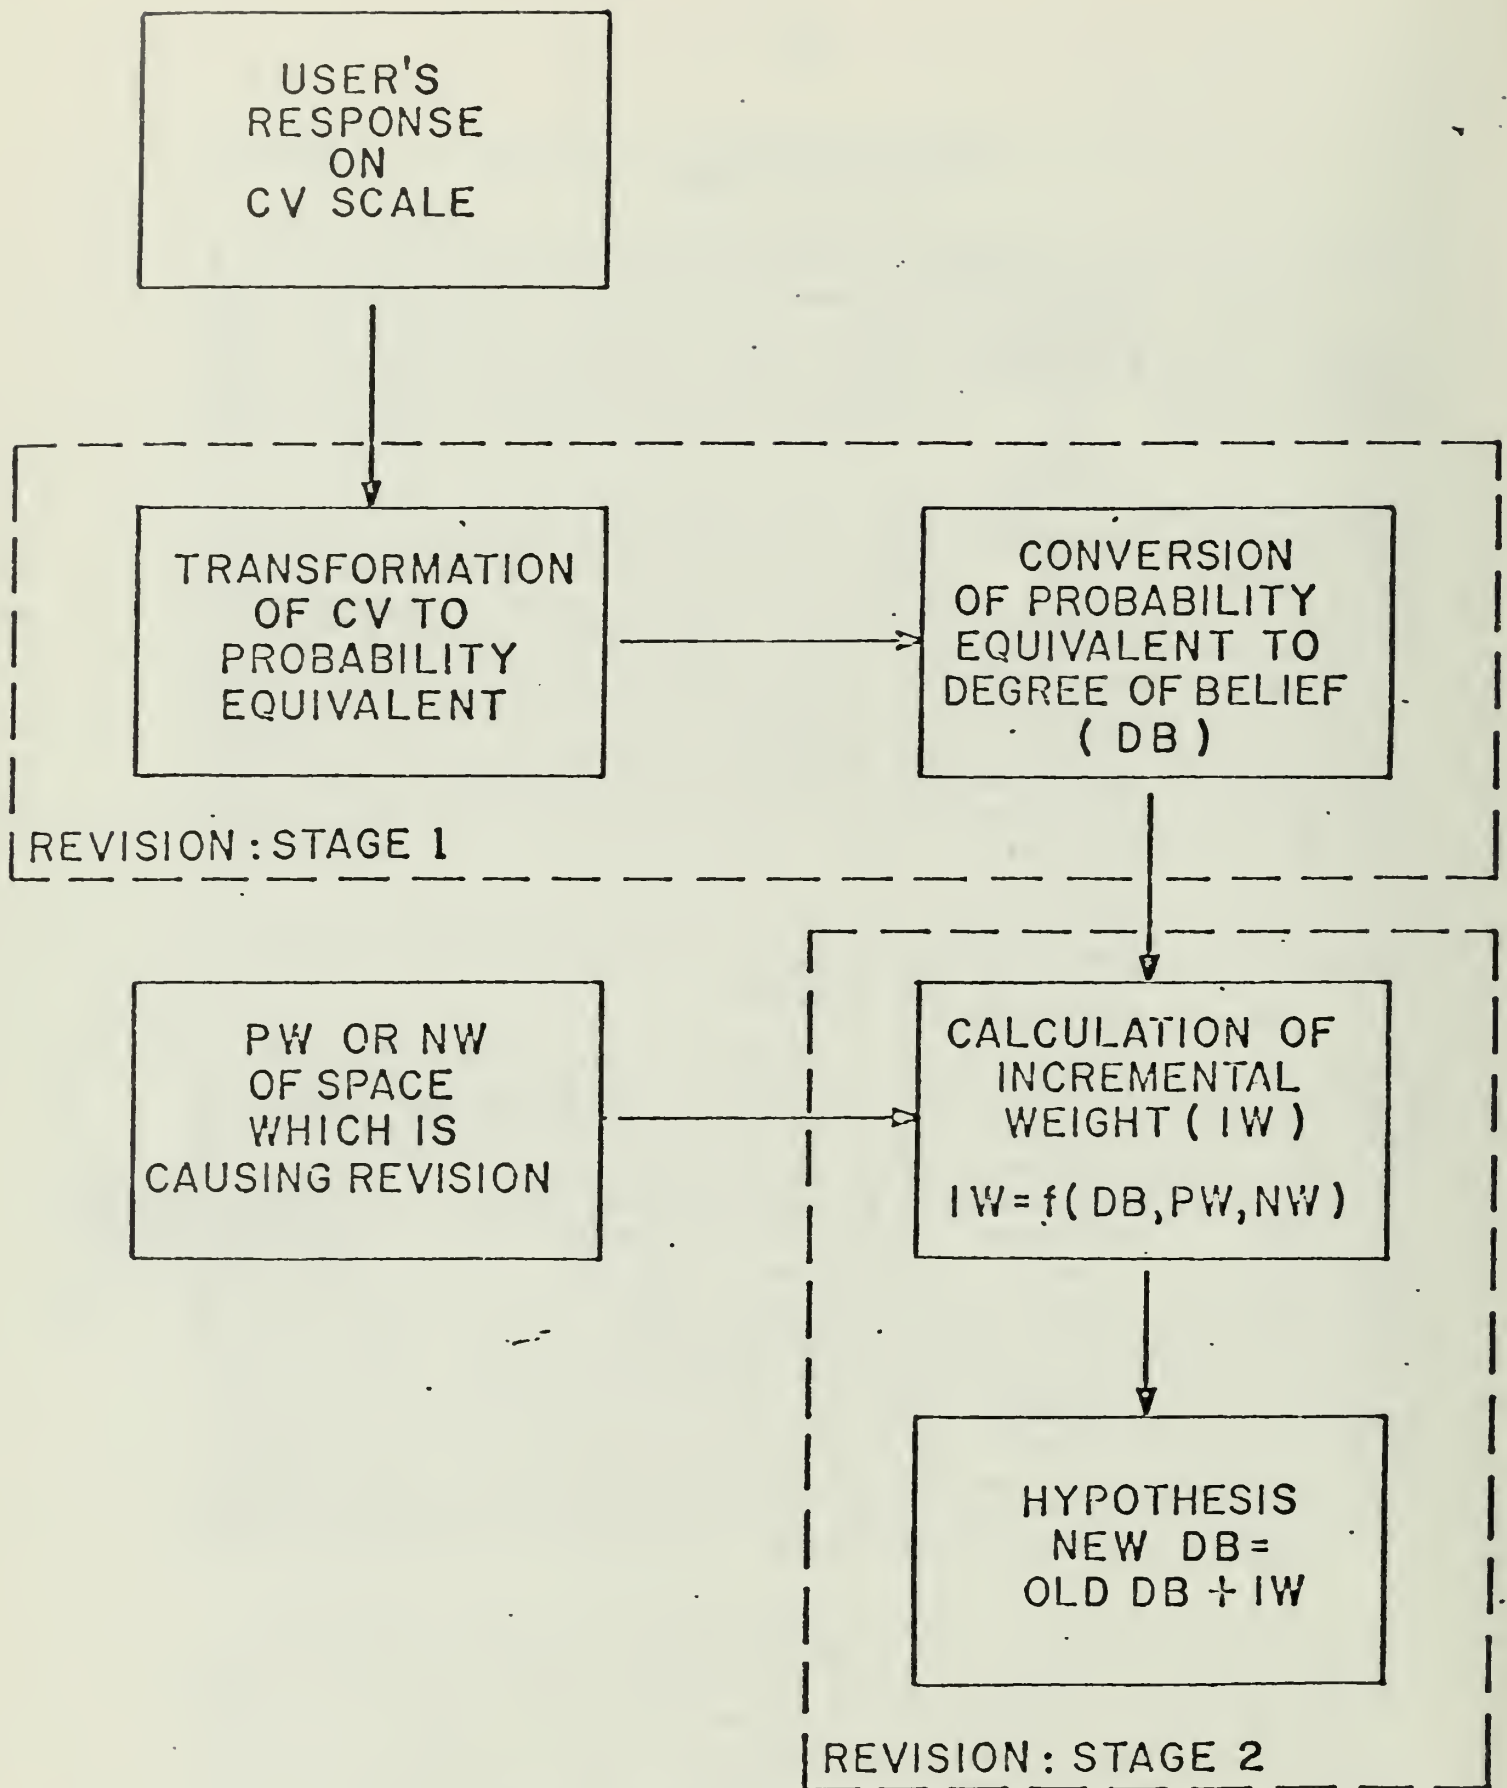 USER'S
RESPONSE
ON
CV SCALE
TRANSFORMATION
OF CV TO
PROBABILITY
EQUIVALENT
CONVERSION
OF PROBABILITY
EQUIVALENT TO
DEGREE OF BELIEF
( DB )
REVISION : STAGE 1
PW OR NW
OF SPACE
WHICH IS
CAUSING REVISION
CALCULATION OF
INCREMENTAL
WEIGHT ( IW )
IW = f( DB, PW, NW )
HYPOTHESIS
NEW DB =
OLD DB + IW
REVISION : STAGE 2